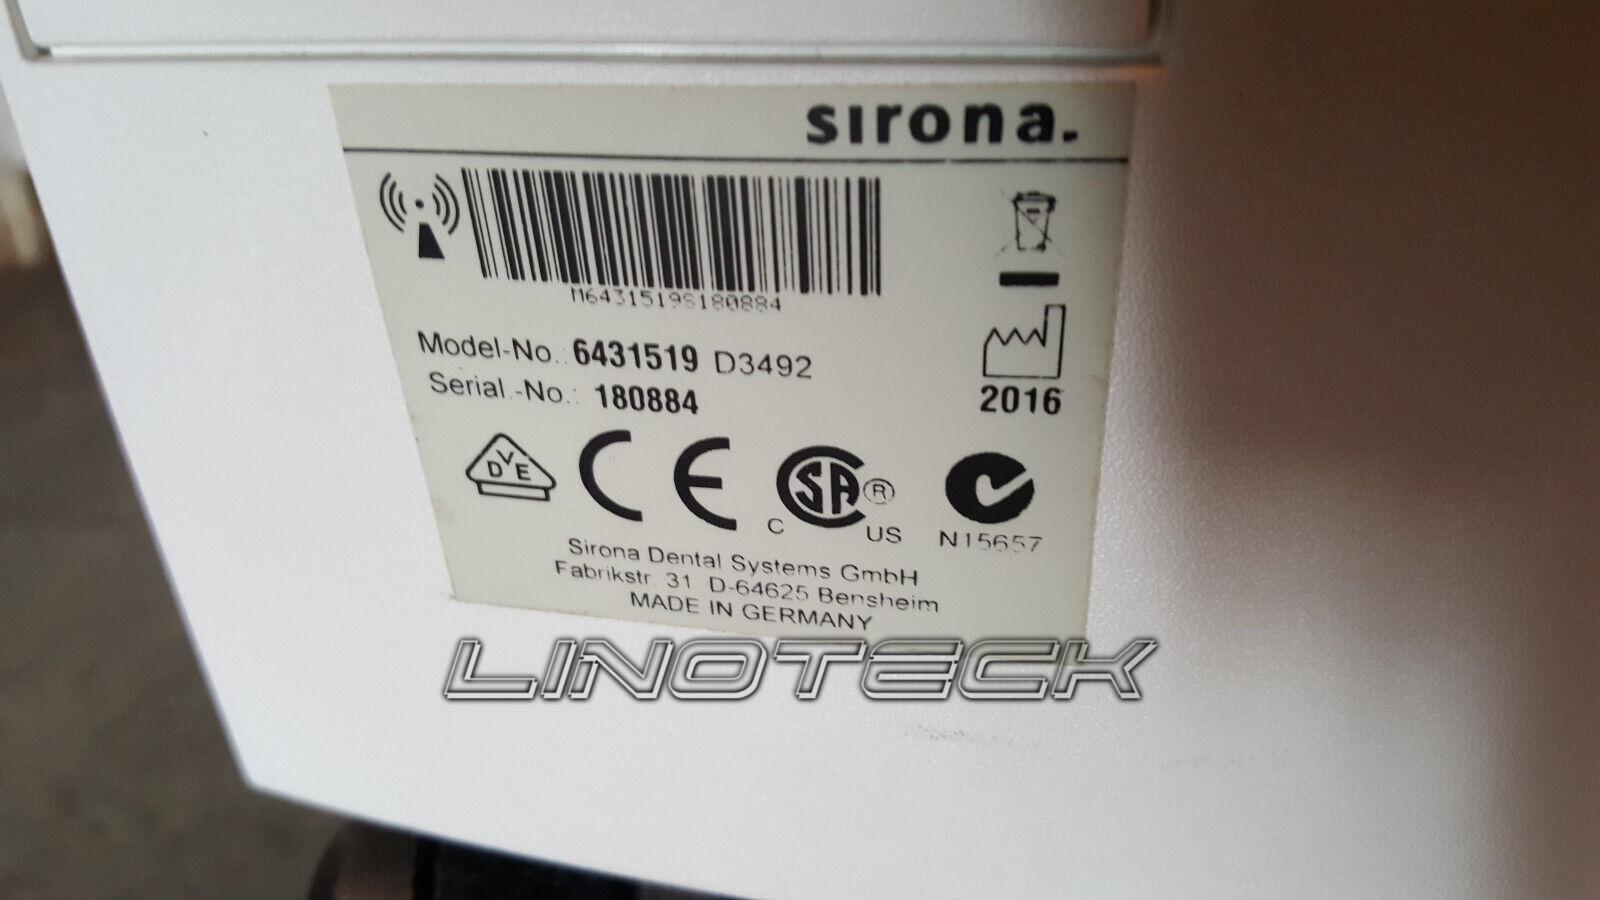 sirona.
M6431519S180884
Model-No.: 6431519 D3492
Serial.-No.: 180884
2016
DVE
CE
CSA® C US
N15657
Sirona Dental Systems GmbH
Fabrikstr. 31 D-64625 Bensheim
MADE IN GERMANY
LINOTECK